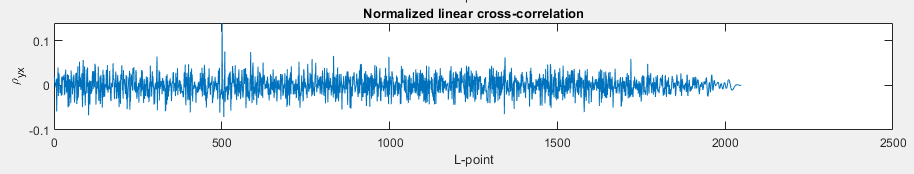 Normalized linear cross-correlation
0.1
0
-0.1
ρyx
0 500 1000 1500 2000 2500
L-point